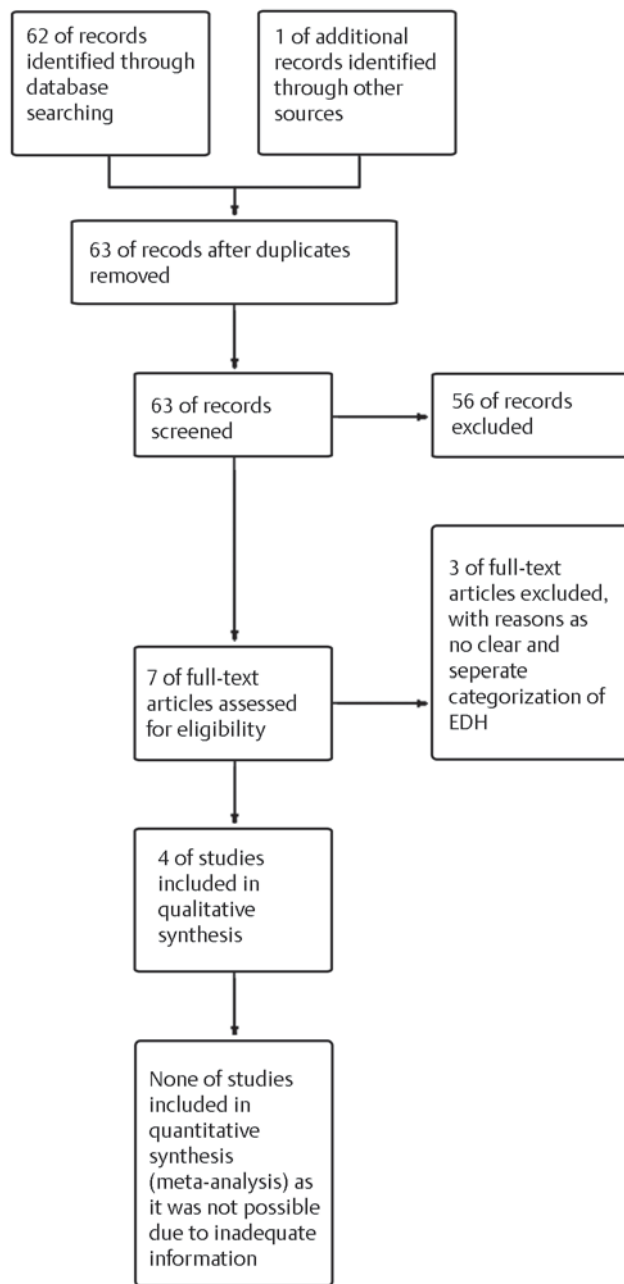 62 of records
identified through
database
searching
1 of additional
records identified
through other
sources
63 of recods after duplicates
removed
63 of records
screened
56 of records
excluded
3 of full-text
articles excluded,
with reasons as
no clear and
seperate
categorization of
EDH
7 of full-text
articles assessed
for eligibility
4 of studies
included in
qualitative
synthesis
None of studies
included in
quantitative
synthesis
(meta-analysis) as
it was not possible
due to inadequate
information